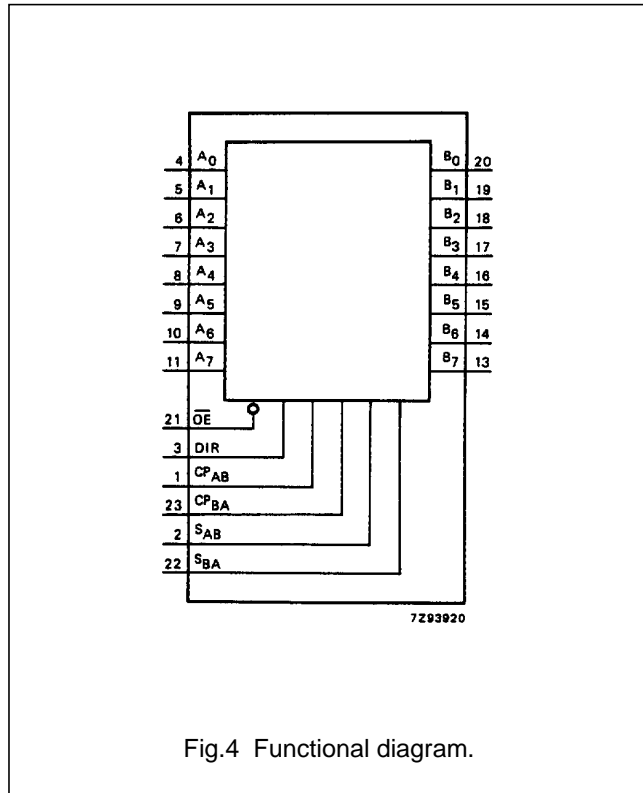 4 A0 B0 20
5 A1 B1 19
6 A2 B2 18
7 A3 B3 17
8 A4 B4 16
9 A5 B5 15
10 A6 B6 14
11 A7 B7 13
21 O̅E̅
3 DIR
1 CPAB
23 CPBA
2 SAB
22 SBA
7Z93920
Fig.4 Functional diagram.